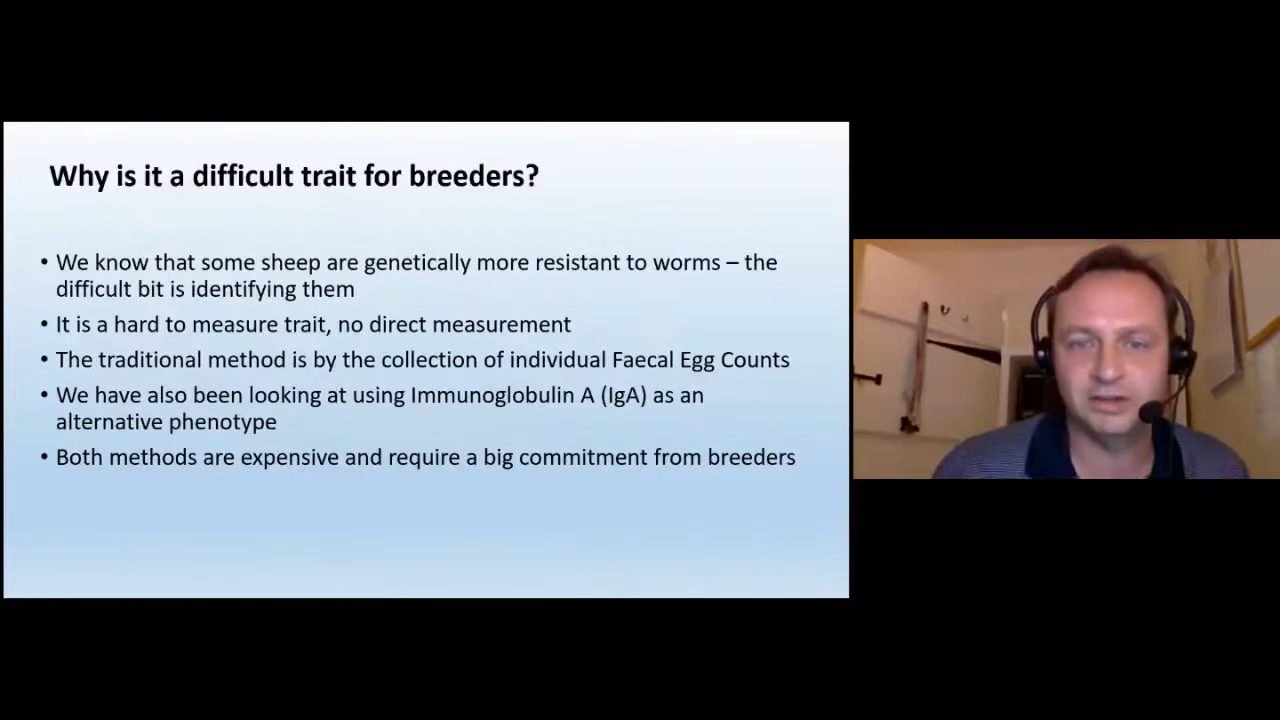 Why is it a difficult trait for breeders?
• We know that some sheep are genetically more resistant to worms – the
difficult bit is identifying them
• It is a hard to measure trait, no direct measurement
• The traditional method is by the collection of individual Faecal Egg Counts
• We have also been looking at using Immunoglobulin A (IgA) as an
alternative phenotype
• Both methods are expensive and require a big commitment from breeders